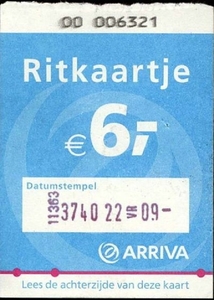 00 006321
Ritkaartje
€6,-
Datumstempel
11363
3740 22 VR 09-
ARRIVA
Lees de achterzijde van deze kaart